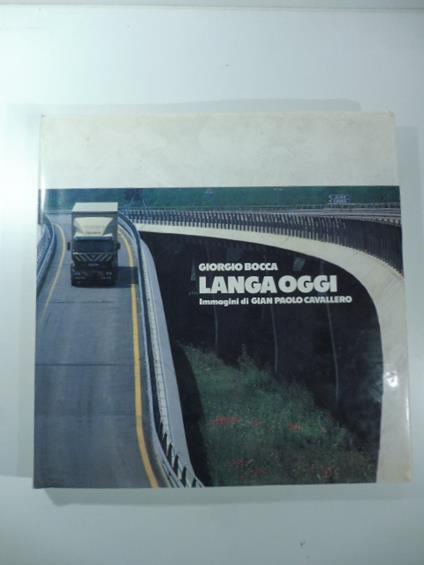 GIORGIO BOCCA
LANGA OGGI
Immagini di GIAN PAOLO CAVALLERO